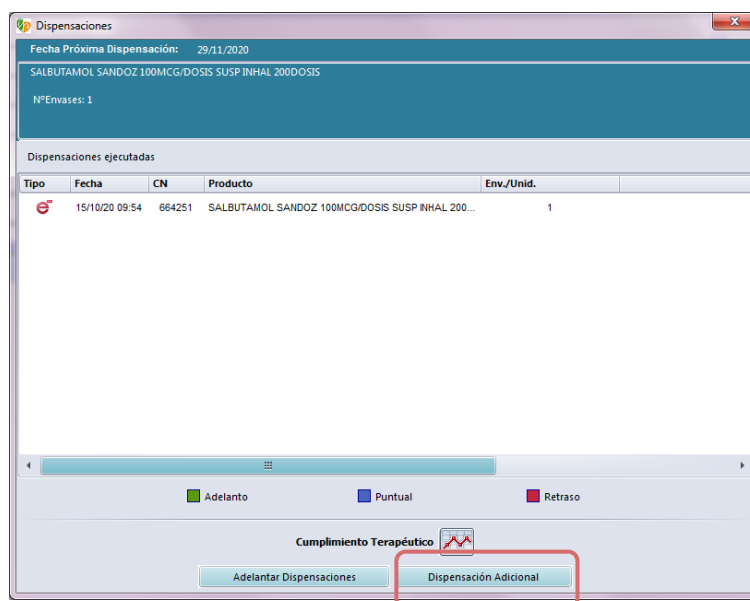 Dispensaciones
Fecha Próxima Dispensación: 29/11/2020
SALBUTAMOL SANDOZ 100MCG/DOSIS SUSP INHAL 200DOSIS
NºEnvases: 1
Dispensaciones ejecutadas
Tipo Fecha CN Producto Env./Unid.
15/10/20 09:54 664251 SALBUTAMOL SANDOZ 100MCG/DOSIS SUSP INHAL 200... 1
Adelanto Puntual Retraso
Cumplimiento Terapéutico
Adelantar Dispensaciones Dispensación Adicional